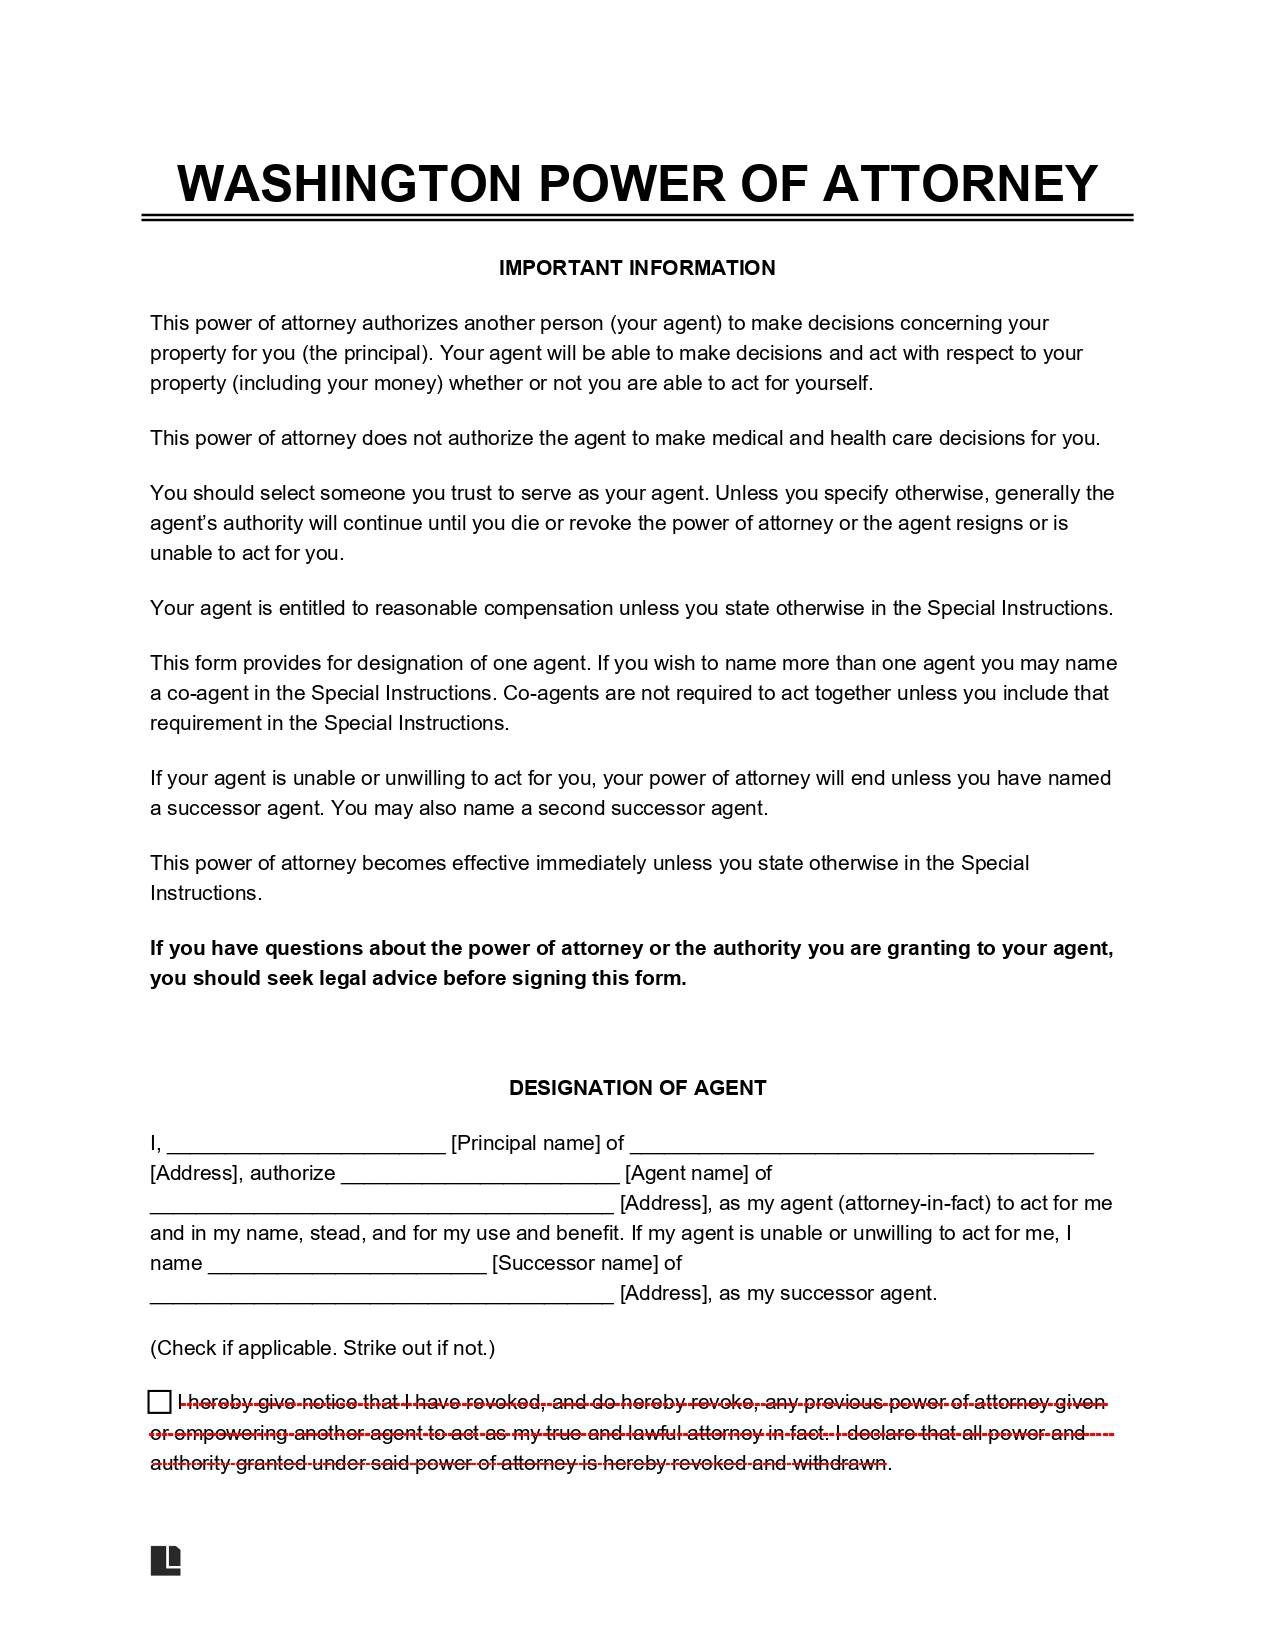 WASHINGTON POWER OF ATTORNEY
IMPORTANT INFORMATION
This power of attorney authorizes another person (your agent) to make decisions concerning your
property for you (the principal). Your agent will be able to make decisions and act with respect to your
property (including your money) whether or not you are able to act for yourself.
This power of attorney does not authorize the agent to make medical and health care decisions for you.
You should select someone you trust to serve as your agent. Unless you specify otherwise, generally the
agent’s authority will continue until you die or revoke the power of attorney or the agent resigns or is
unable to act for you.
Your agent is entitled to reasonable compensation unless you state otherwise in the Special Instructions.
This form provides for designation of one agent. If you wish to name more than one agent you may name
a co-agent in the Special Instructions. Co-agents are not required to act together unless you include that
requirement in the Special Instructions.
If your agent is unable or unwilling to act for you, your power of attorney will end unless you have named
a successor agent. You may also name a second successor agent.
This power of attorney becomes effective immediately unless you state otherwise in the Special
Instructions.
If you have questions about the power of attorney or the authority you are granting to your agent,
you should seek legal advice before signing this form.
DESIGNATION OF AGENT
I, ________________________ [Principal name] of ________________________________________
[Address], authorize ________________________ [Agent name] of
________________________________________ [Address], as my agent (attorney-in-fact) to act for me
and in my name, stead, and for my use and benefit. If my agent is unable or unwilling to act for me, I
name ________________________ [Successor name] of
________________________________________ [Address], as my successor agent.
(Check if applicable. Strike out if not.)
☐ I hereby give notice that I have revoked, and do hereby revoke, any previous power of attorney given
or empowering another agent to act as my true and lawful attorney in fact. I declare that all power and
authority granted under said power of attorney is hereby revoked and withdrawn.